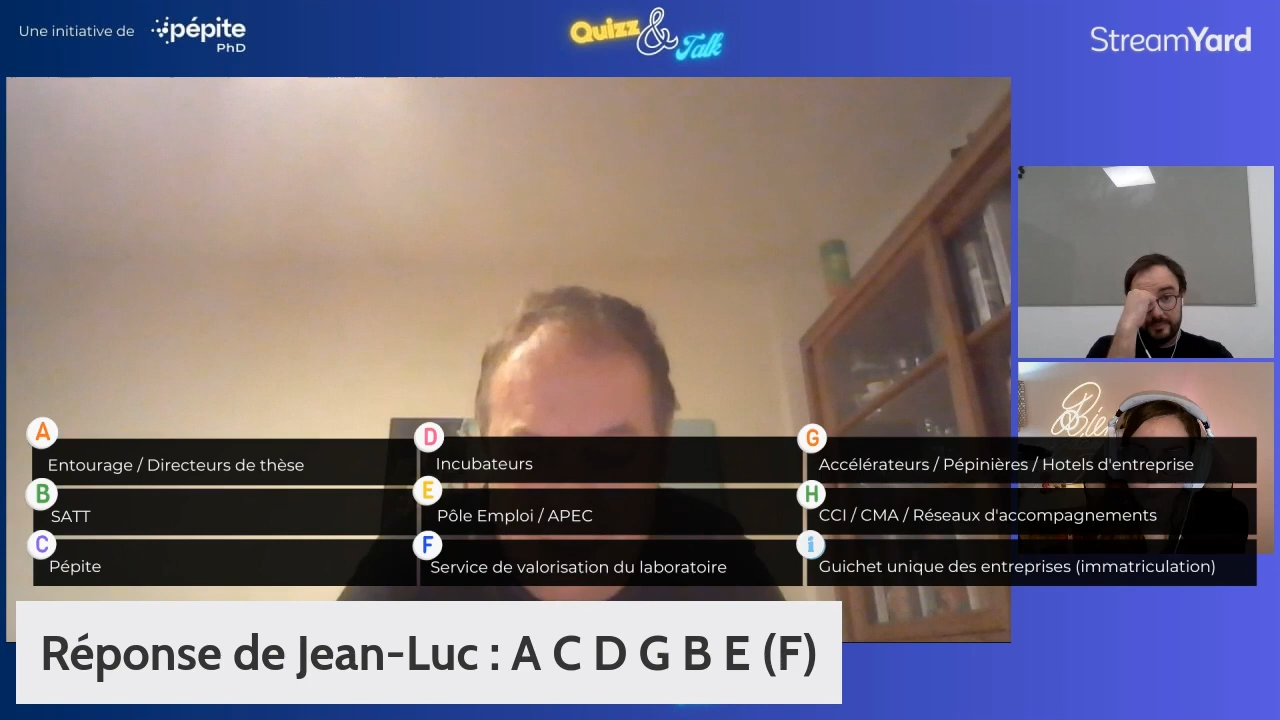 Une initiative de
pépite
PhD
Quizz & Talk
StreamYard
Bien
A
Entourage / Directeurs de thèse
B
SATT
C
Pépite
D
Incubateurs
E
Pôle Emploi / APEC
F
Service de valorisation du laboratoire
G
Accélérateurs / Pépinières / Hotels d'entreprise
H
CCI / CMA / Réseaux d'accompagnements
i
Guichet unique des entreprises (immatriculation)
Réponse de Jean-Luc : A C D G B E (F)